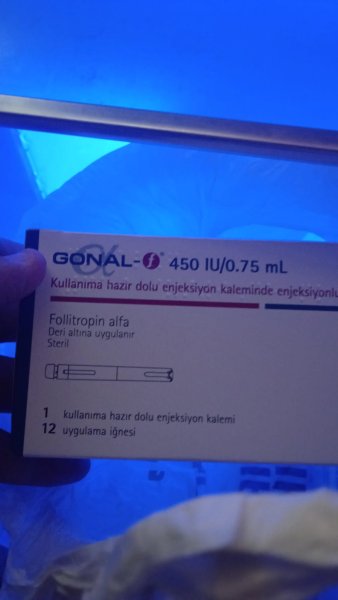 GONAL-f 450 IU/0.75 mL
Kullanıma hazır dolu enjeksiyon kaleminde enjeksiyonlu
Follitropin alfa
Deri altına uygulanır
Steril
1 kullanıma hazır dolu enjeksiyon kalemi
12 uygulama iğnesi